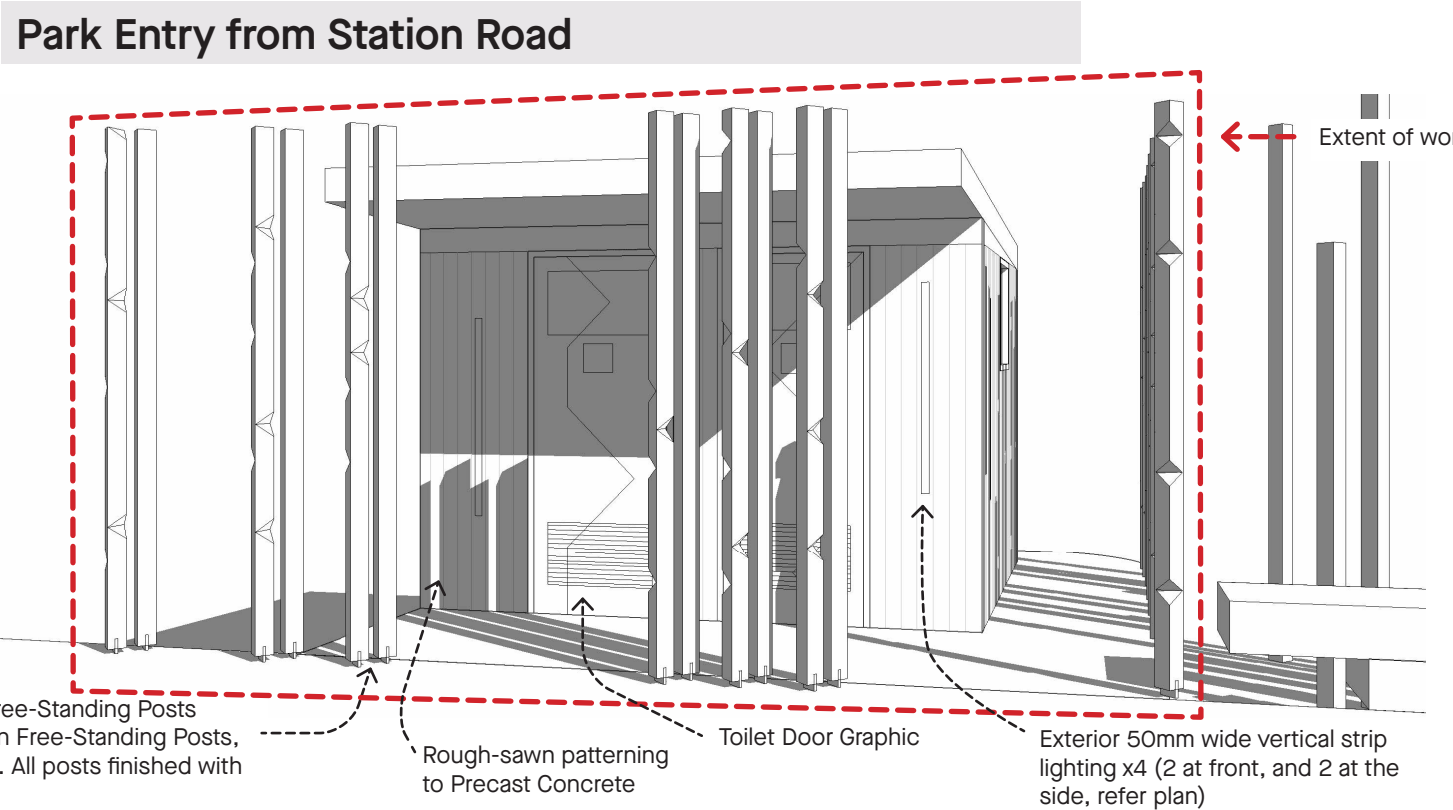 Park Entry from Station Road
Extent of
Free-Standing Posts
Free-Standing Posts,
All posts finished with
Rough-sawn patterning
to Precast Concrete
Toilet Door Graphic
Exterior 50mm wide vertical strip
lighting x4 (2 at front, and 2 at the
side, refer plan)